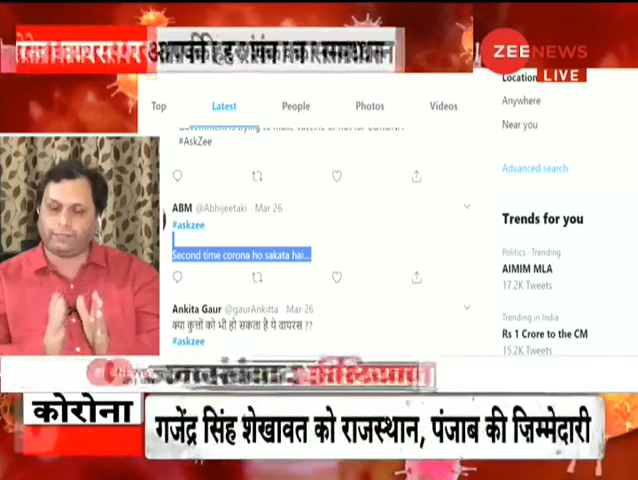 ZEE NEWS
LIVE
Location
Top Latest People Photos Videos
Anywhere
#AskZee
Near you
Advanced search
ABM @Abhijeetaki · Mar 26
#askzee
Trends for you
Second time corona ho sakata hai...
Politics · Trending
AIMIM MLA
17.2K Tweets
Ankita Gaur @gaurAnkitta · Mar 26
क्या कुत्तों को भी हो सकता है ये वायरस ??
#askzee
Trending in India
Rs 1 Crore to the CM
15.2K Tweets
कोरोना
गजेंद्र सिंह शेखावत को राजस्थान, पंजाब की ज़िम्मेदारी